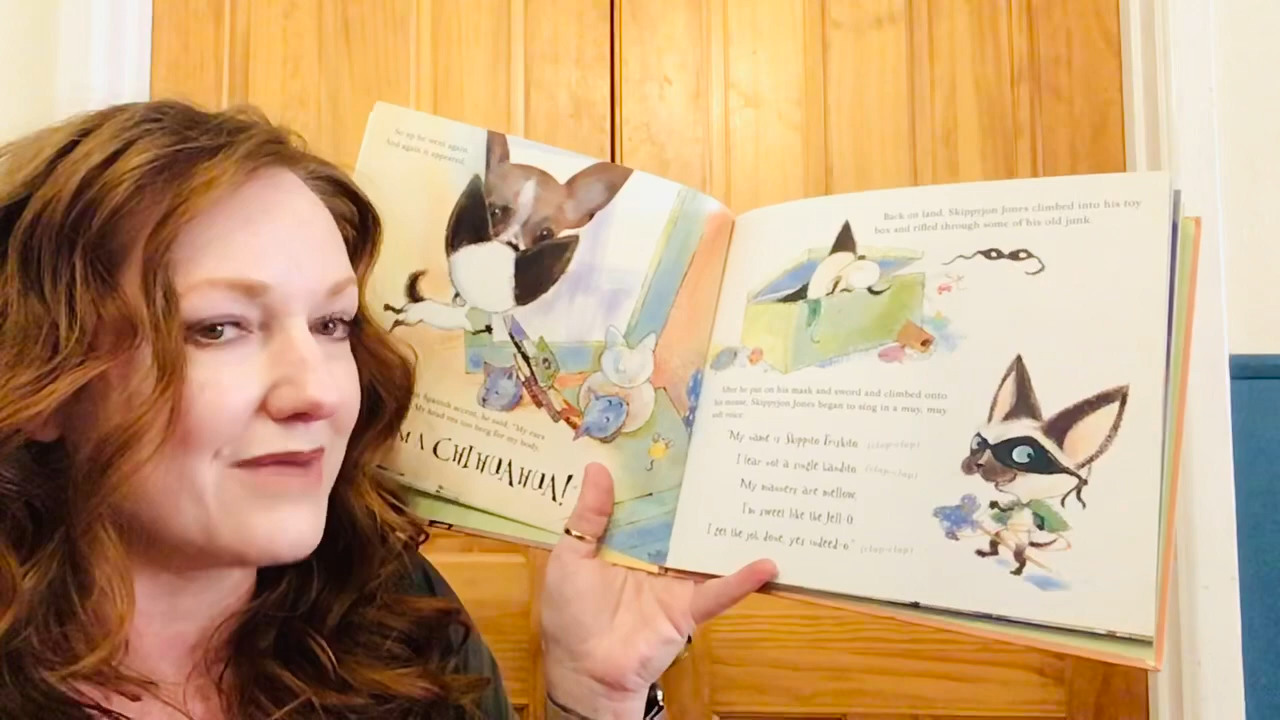 So up he went again.
And again it appeared.
Spanish accent, he said, "My ears
My head too big for my body.
M A CHIHUAHUA!"
Back on land, Skippyjon Jones climbed into his toy
box and rifled through some of his old junk.
After he put on his mask and sword and climbed onto
his mouse, Skippyjon Jones began to sing in a muy, muy
soft voice:
"My name is Skippito Friskito (clap-clap)
I fear not a single bandito (clap-clap)
My manners are mellow,
I'm sweet like the Jell-O,
I get the job done, yes indeed-o." (clap-clap)